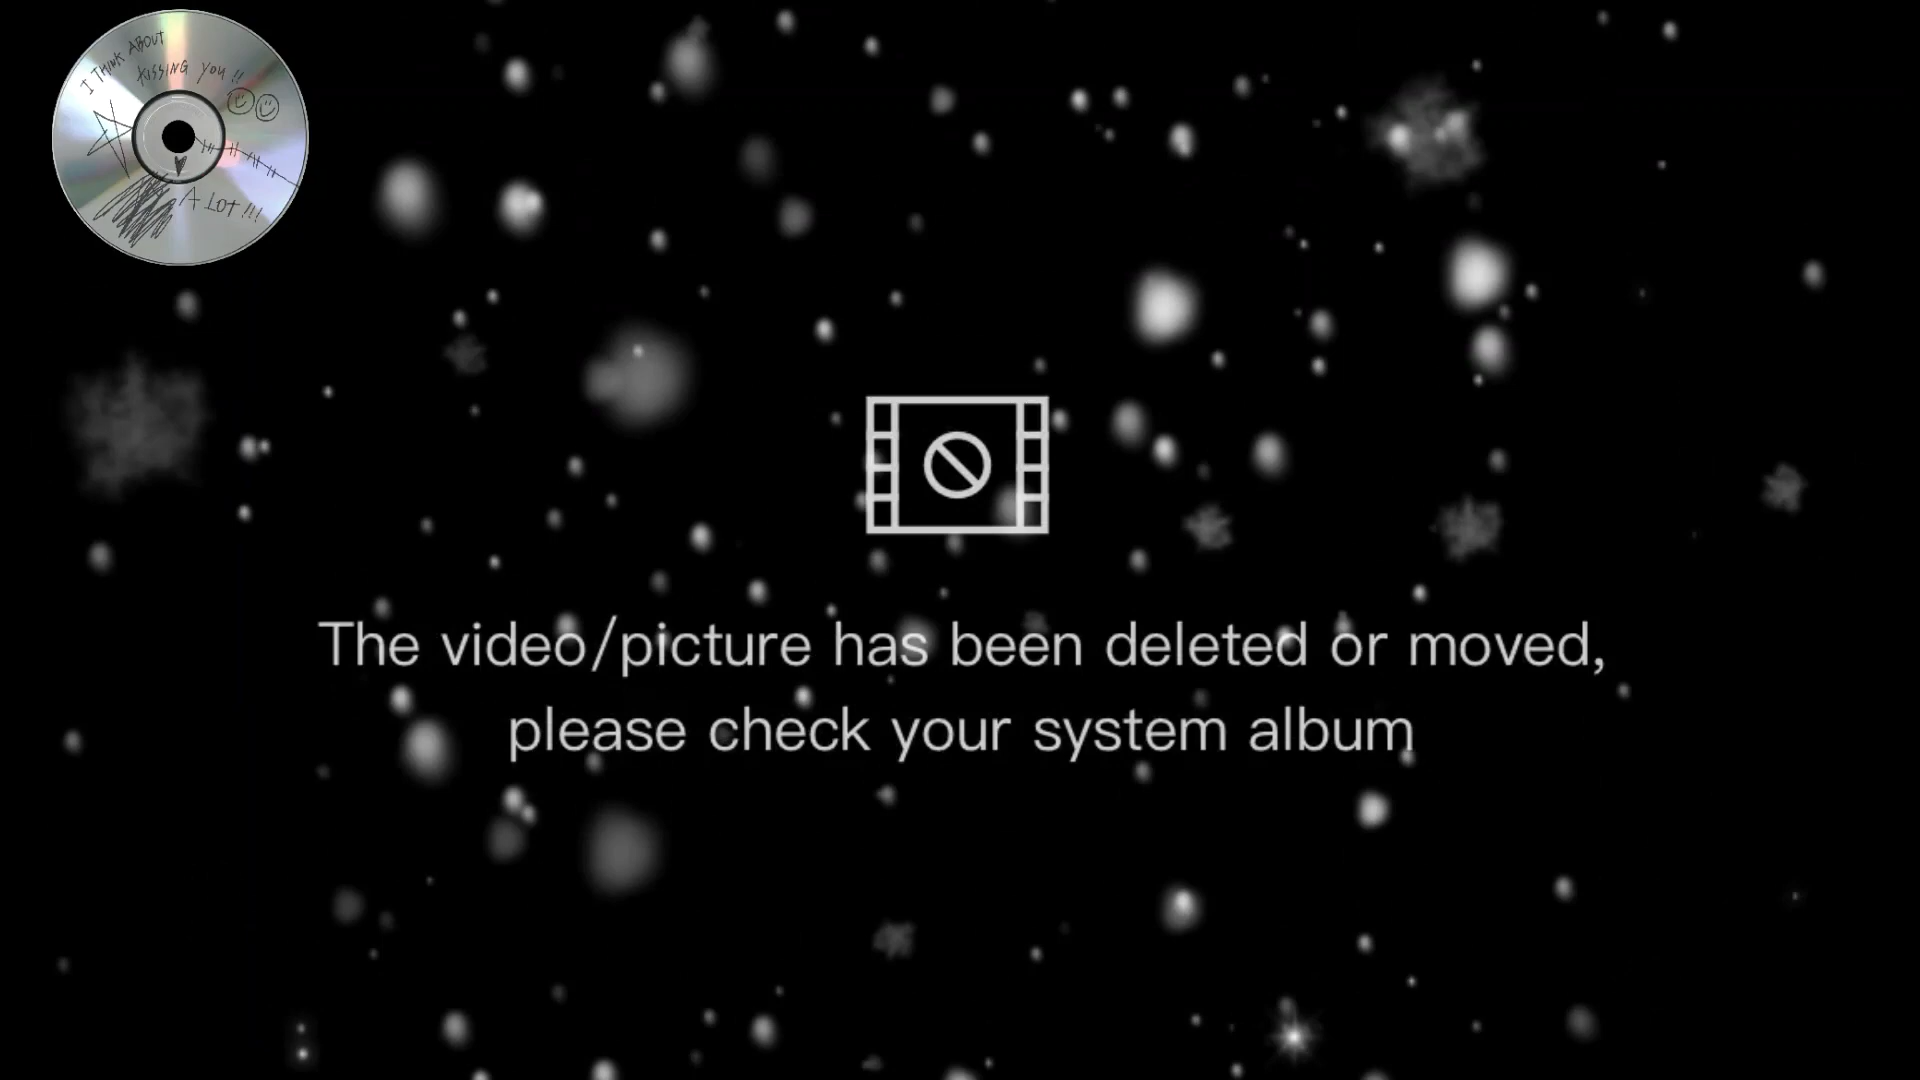 I THINK ABOUT
KISSING YOU !!
A LOT !!!
The video/picture has been deleted or moved,
please check your system album